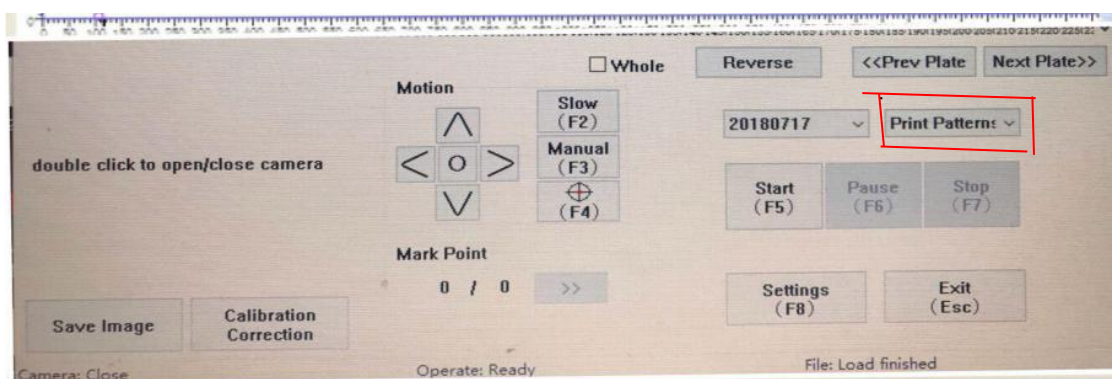 Whole
Reverse
<<Prev Plate
Next Plate>>
Motion
Slow
(F2)
20180717
Print Patterns
double click to open/close camera
O
Manual
(F3)
(F4)
Start
(F5)
Pause
(F6)
Stop
(F7)
Mark Point
0 / 0
>>
Settings
(F8)
Exit
(Esc)
Save Image
Calibration
Correction
Camera: Close
Operate: Ready
File: Load finished